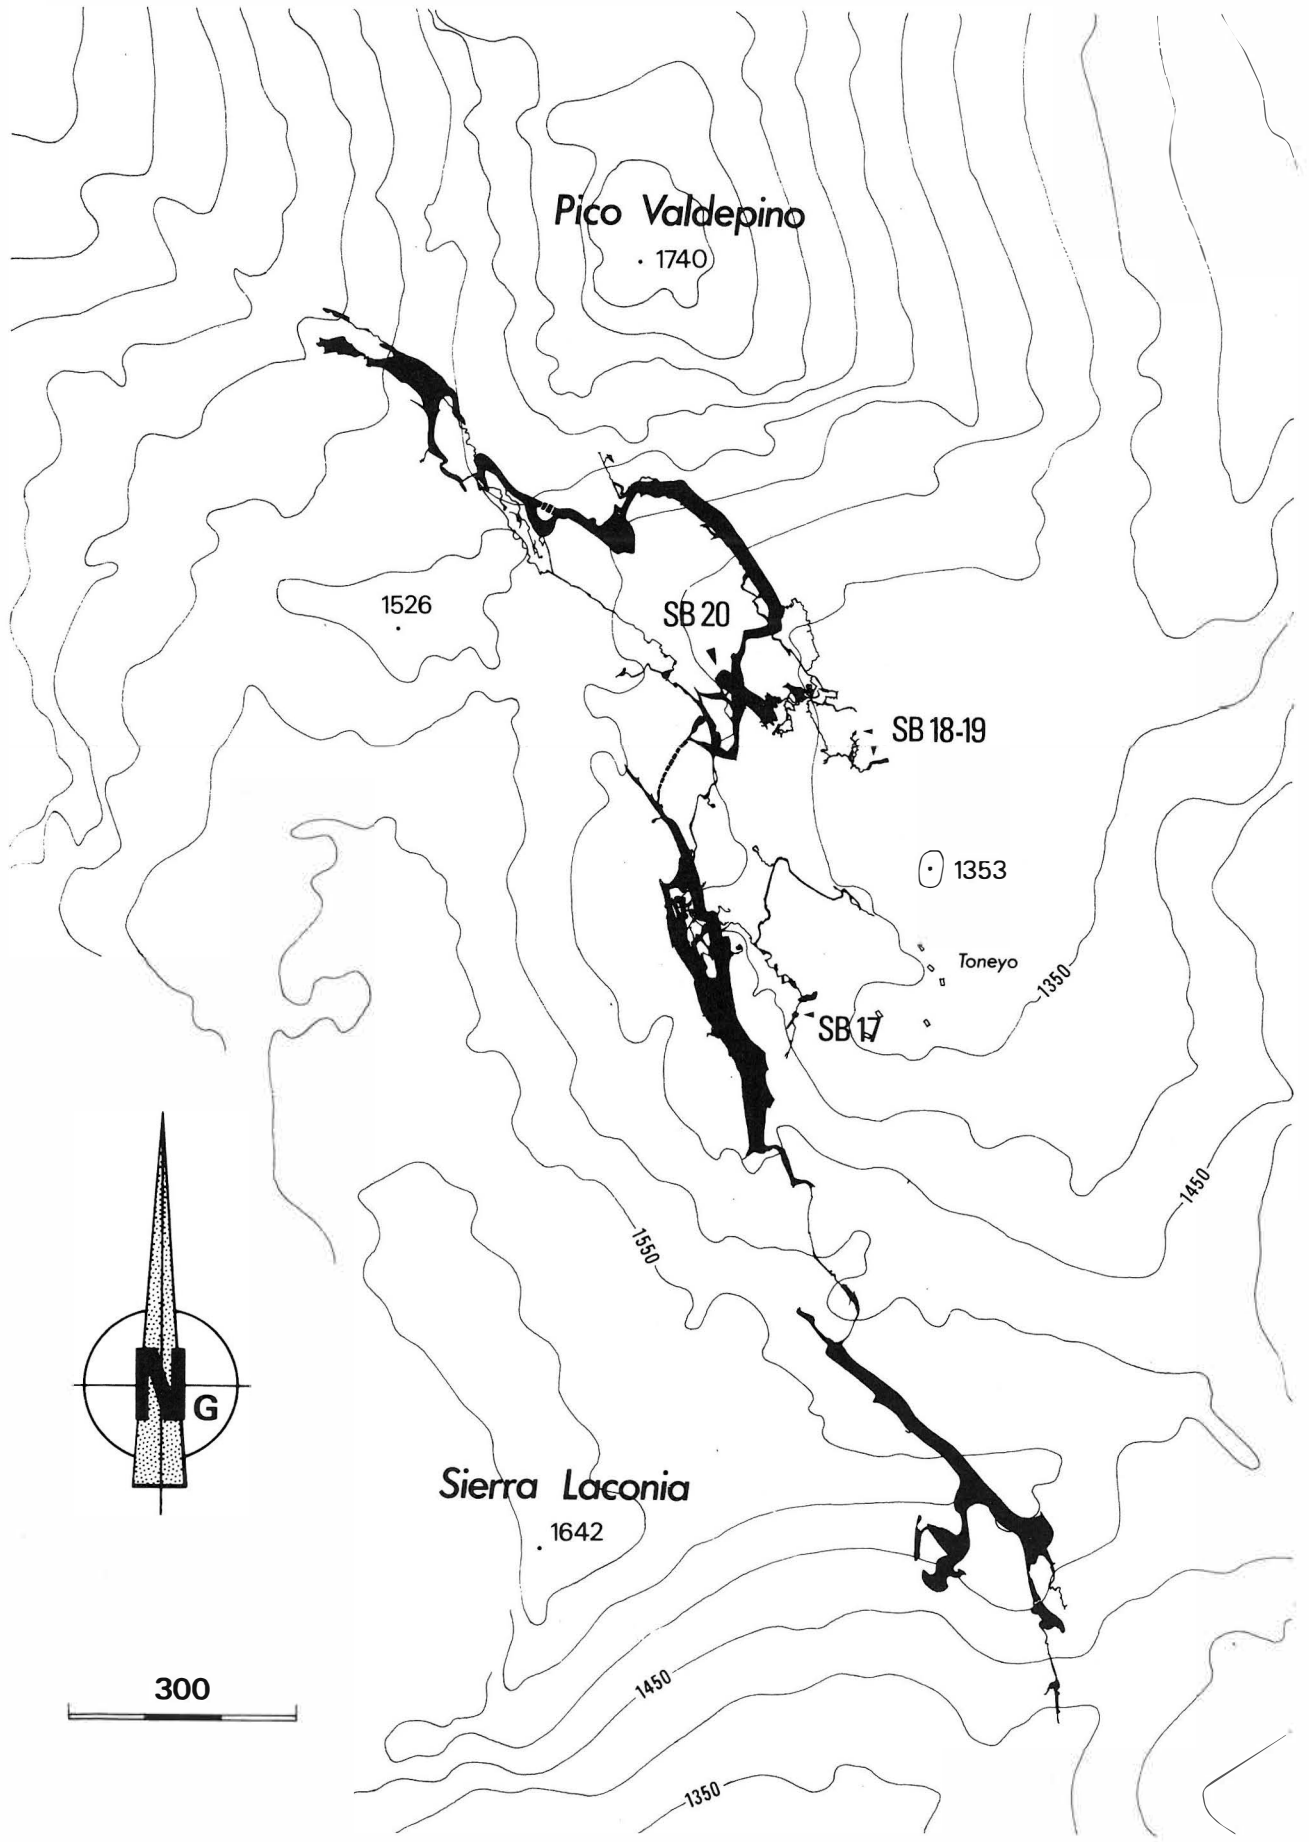 Pico Valdepino
1740
1526
SB 20
SB 18-19
1353
Toneyo
1350
SB 17
1450
1550
N
G
Sierra Laconia
1642
1450
300
1350